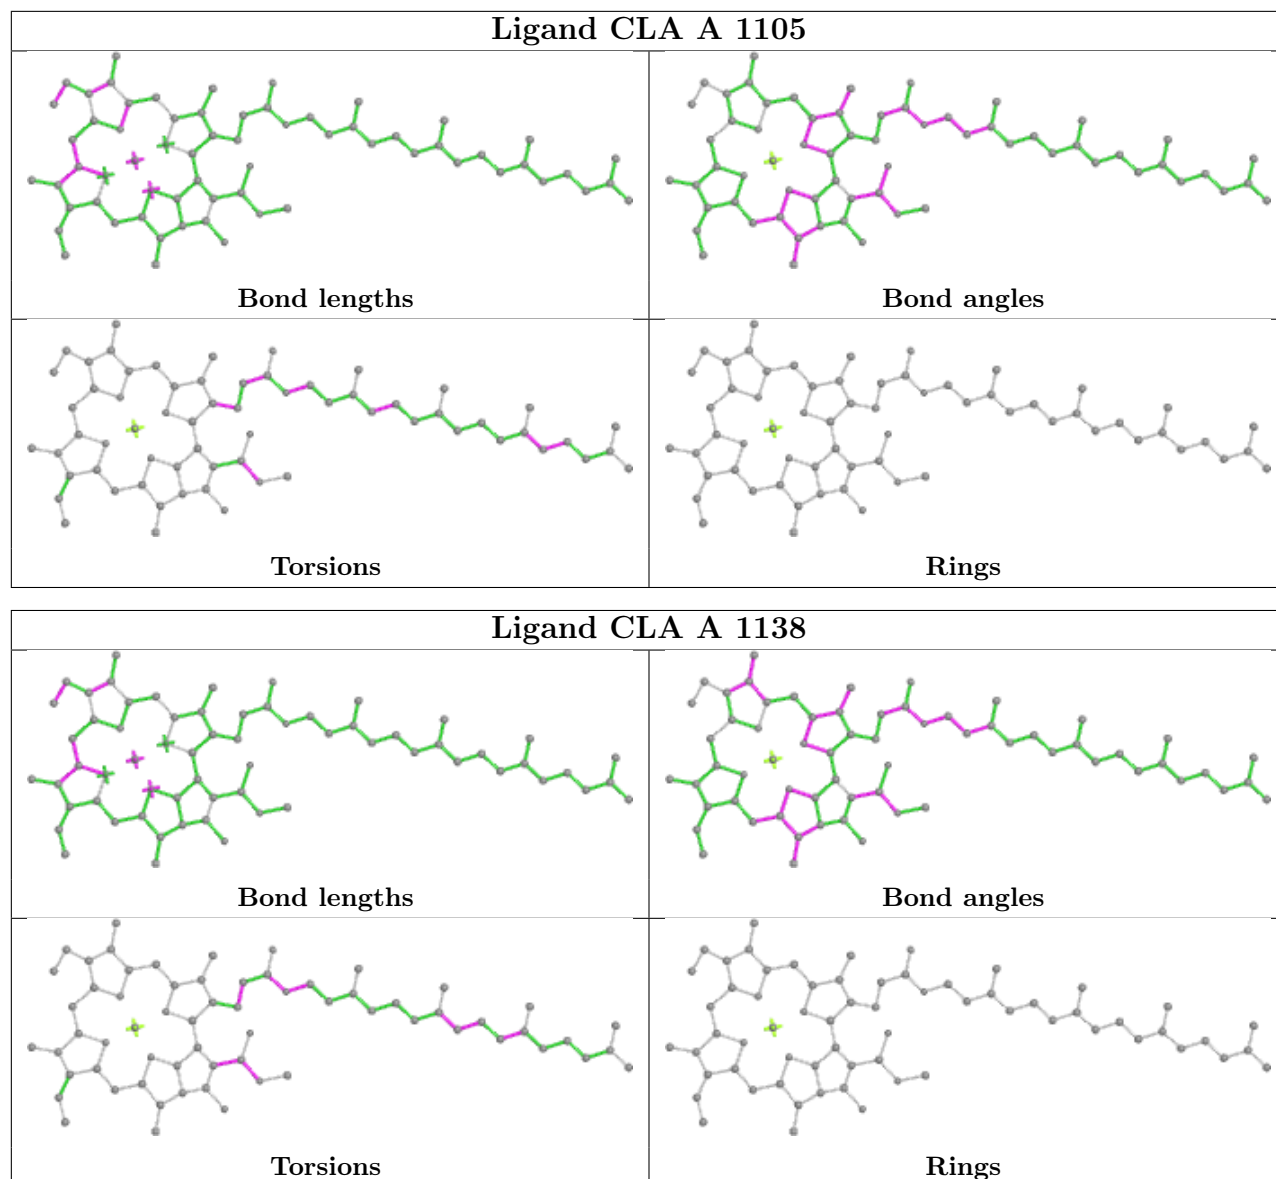 Ligand CLA A 1105
Bond lengths
Bond angles
Torsions
Rings
Ligand CLA A 1138
Bond lengths
Bond angles
Torsions
Rings